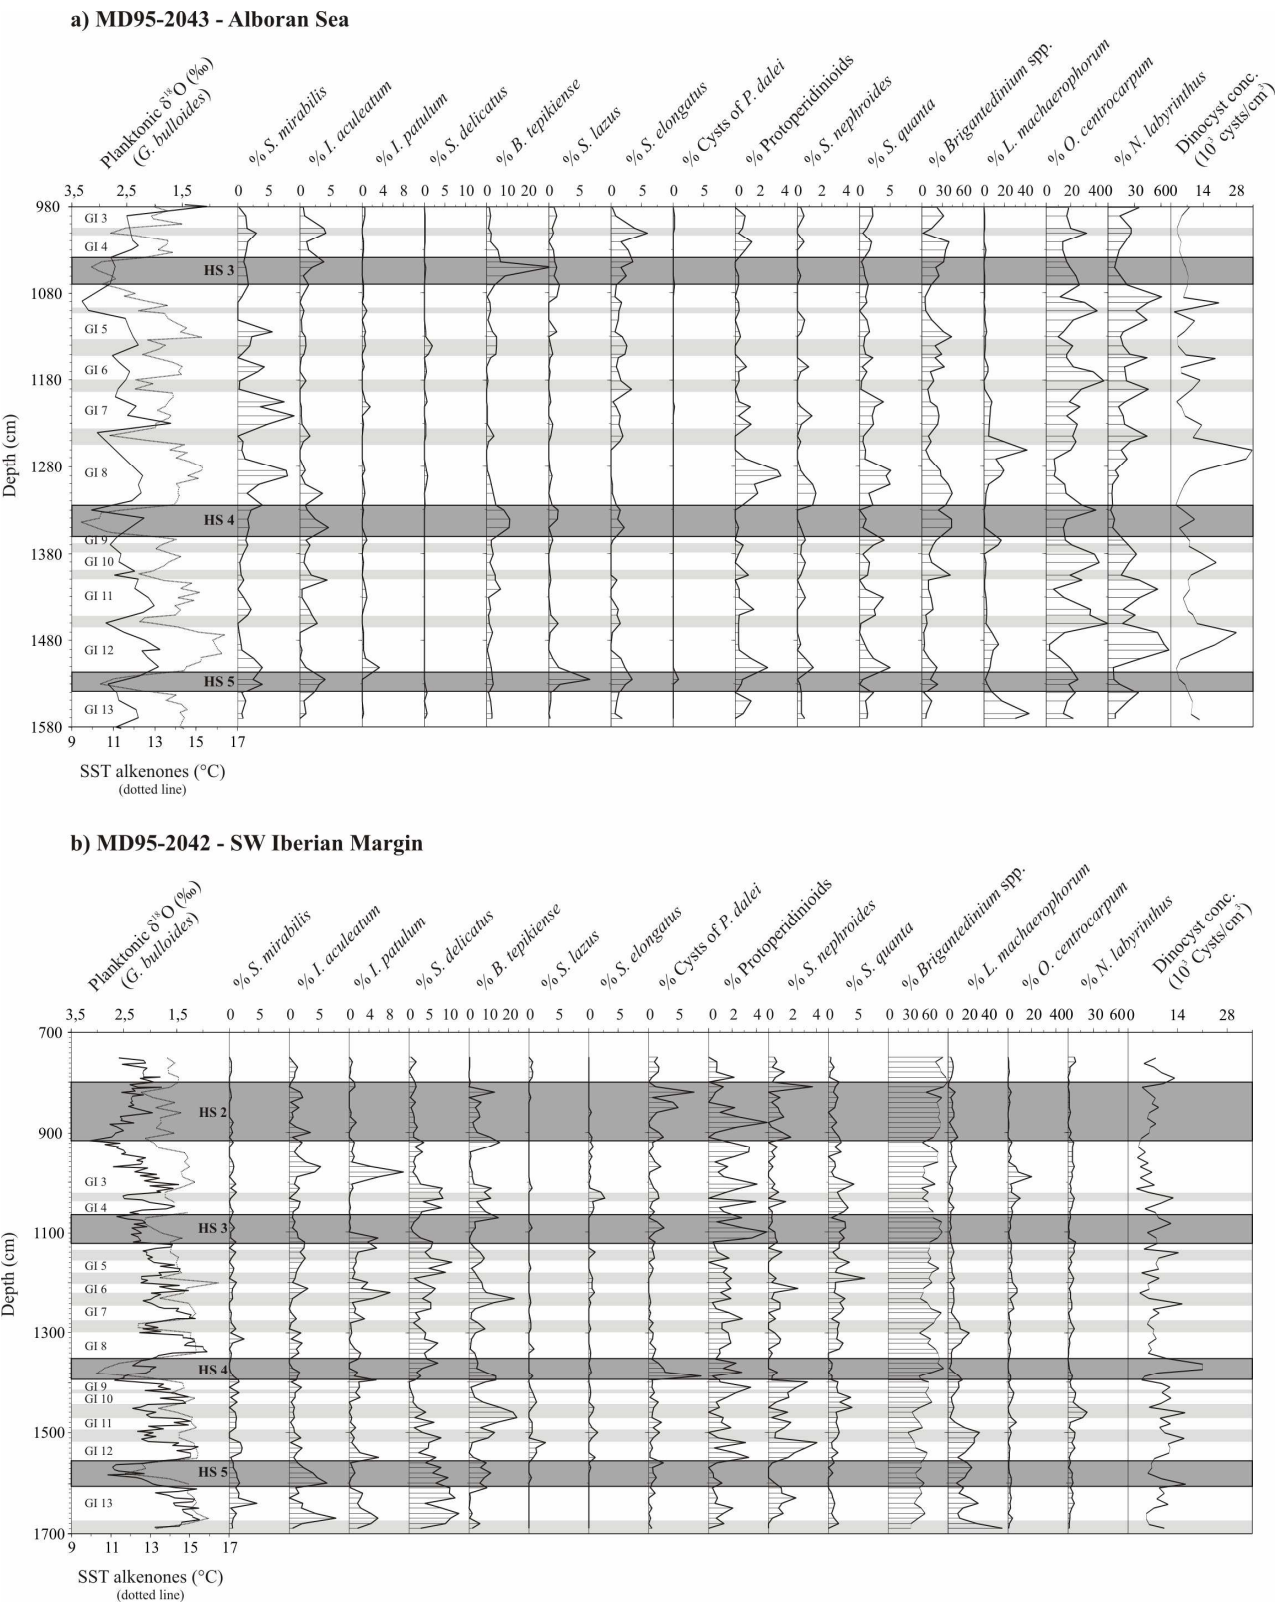 a) MD95-2043 - Alboran Sea
Planktonic δ¹⁸O (‰)
(G. bulloides)
% S. mirabilis
% I. aculeatum
% I. patulum
% S. delicatus
% B. tepikiense
% S. lazus
% S. elongatus
% Cysts of P. dalei
% Protoperidinioids
% S. nephroides
% S. quanta
% Brigantedinium spp.
% L. machaerophorum
% O. centrocarpum
% N. labyrinthus
Dinocyst conc.
(10³ cysts/cm³)
3,5 2,5 1,5 0 5 0 5 0 4 8 0 5 10 0 10 20 0 5 0 5 0 5 0 2 4 0 2 4 0 5 0 30 60 0 20 40 0 20 40 0 30 60 0 14 28
980
GI 3
GI 4
HS 3
1080
GI 5
GI 6
1180
GI 7
1280
GI 8
HS 4
GI 9
1380
GI 10
GI 11
1480
GI 12
HS 5
GI 13
1580
Depth (cm)
9 11 13 15 17
SST alkenones (°C)
(dotted line)
b) MD95-2042 - SW Iberian Margin
Planktonic δ¹⁸O (‰)
(G. bulloides)
% S. mirabilis
% I. aculeatum
% I. patulum
% S. delicatus
% B. tepikiense
% S. lazus
% S. elongatus
% Cysts of P. dalei
% Protoperidinioids
% S. nephroides
% S. quanta
% Brigantedinium spp.
% L. machaerophorum
% O. centrocarpum
% N. labyrinthus
Dinocyst conc.
(10³ Cysts/cm³)
3,5 2,5 1,5 0 5 0 5 0 4 8 0 5 10 0 10 20 0 5 0 5 0 5 0 2 4 0 2 4 0 5 0 30 60 0 20 40 0 20 40 0 30 60 0 14 28
700
HS 2
900
GI 3
GI 4
HS 3
1100
GI 5
GI 6
GI 7
1300
GI 8
HS 4
GI 9
GI 10
GI 11
1500
GI 12
HS 5
GI 13
1700
Depth (cm)
9 11 13 15 17
SST alkenones (°C)
(dotted line)